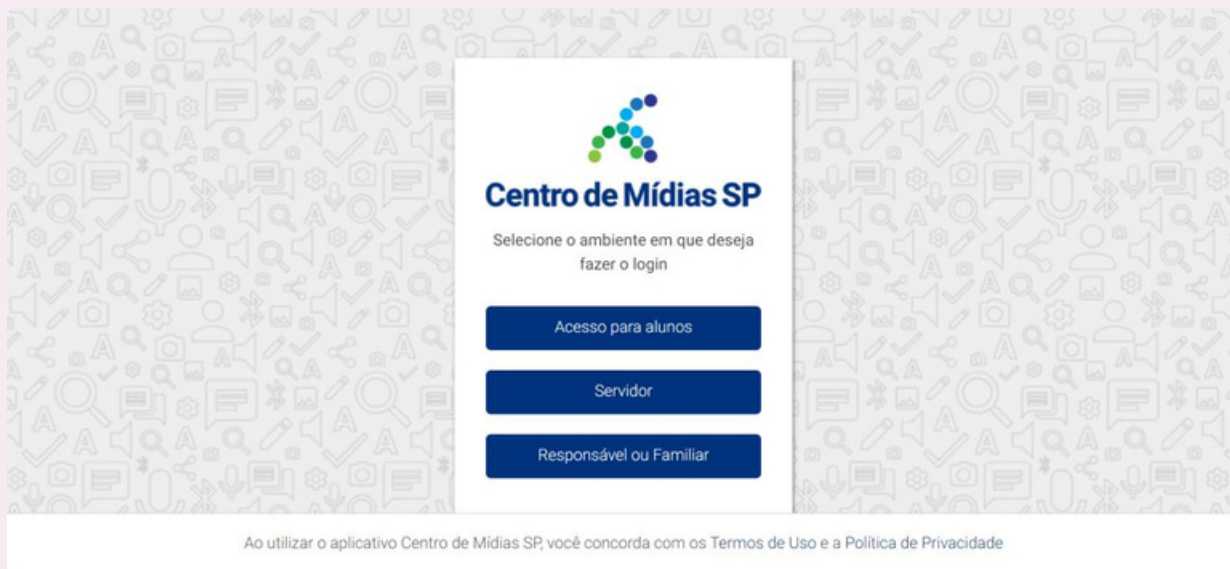 Centro de Mídias SP
Selecione o ambiente em que deseja
fazer o login
Acesso para alunos
Servidor
Responsável ou Familiar
Ao utilizar o aplicativo Centro de Mídias SP, você concorda com os Termos de Uso e a Política de Privacidade